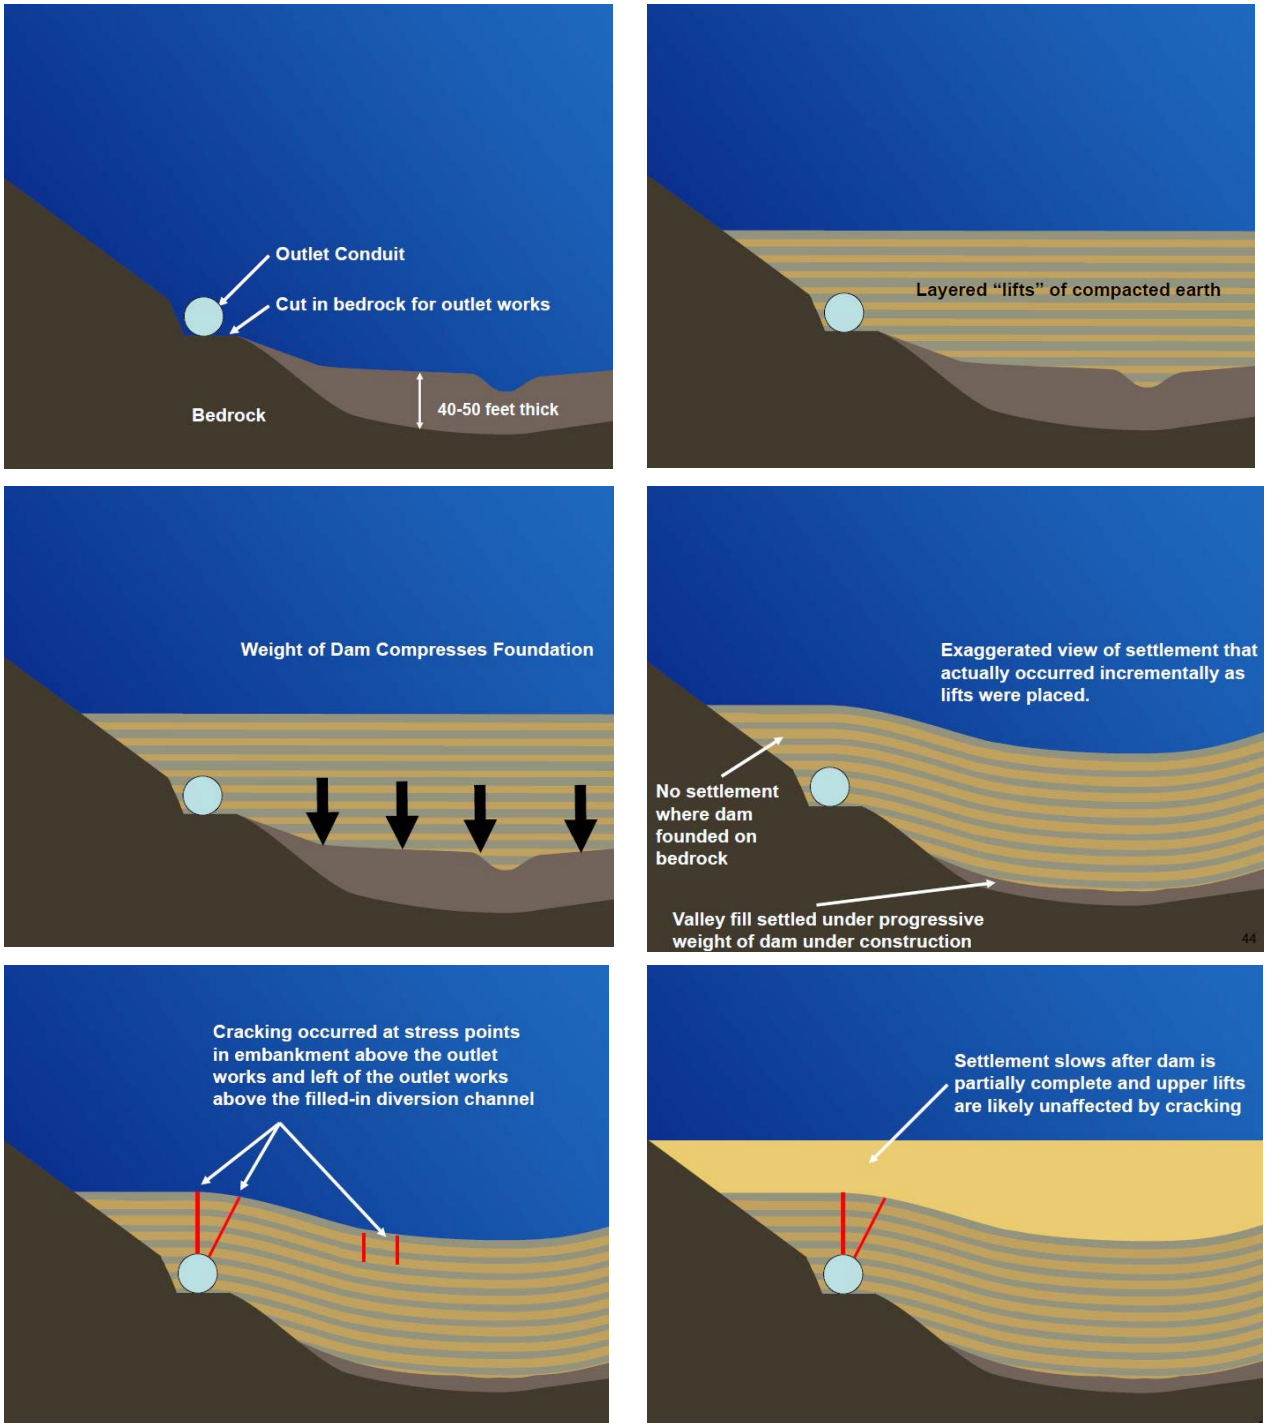 Outlet Conduit
Cut in bedrock for outlet works
Bedrock
40-50 feet thick
Layered “lifts” of compacted earth
Weight of Dam Compresses Foundation
Exaggerated view of settlement that
actually occurred incrementally as
lifts were placed.
No settlement
where dam
founded on
bedrock
Valley fill settled under progressive
weight of dam under construction
44
Cracking occurred at stress points
in embankment above the outlet
works and left of the outlet works
above the filled-in diversion channel
Settlement slows after dam is
partially complete and upper lifts
are likely unaffected by cracking